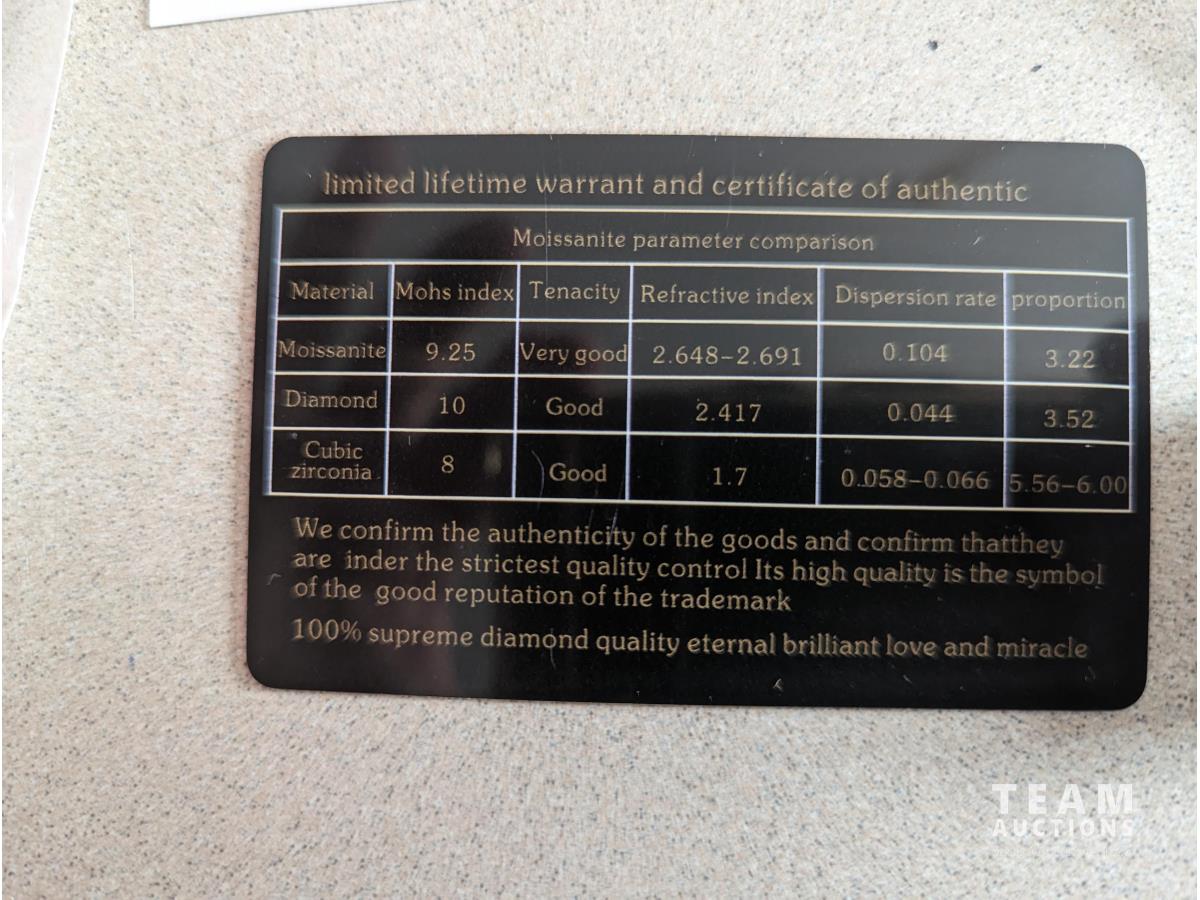 limited lifetime warrant and certificate of authentic
Moissanite parameter comparison
Material Mohs index Tenacity Refractive index Dispersion rate proportion
Moissanite 9.25 Very good 2.648-2.691 0.104 3.22
Diamond 10 Good 2.417 0.044 3.52
Cubic zirconia 8 Good 1.7 0.058-0.066 5.56-6.00
We confirm the authenticity of the goods and confirm thatthey
are inder the strictest quality control Its high quality is the symbol
of the good reputation of the trademark
100% supreme diamond quality eternal brilliant love and miracle
TEAM
AUCTIONS